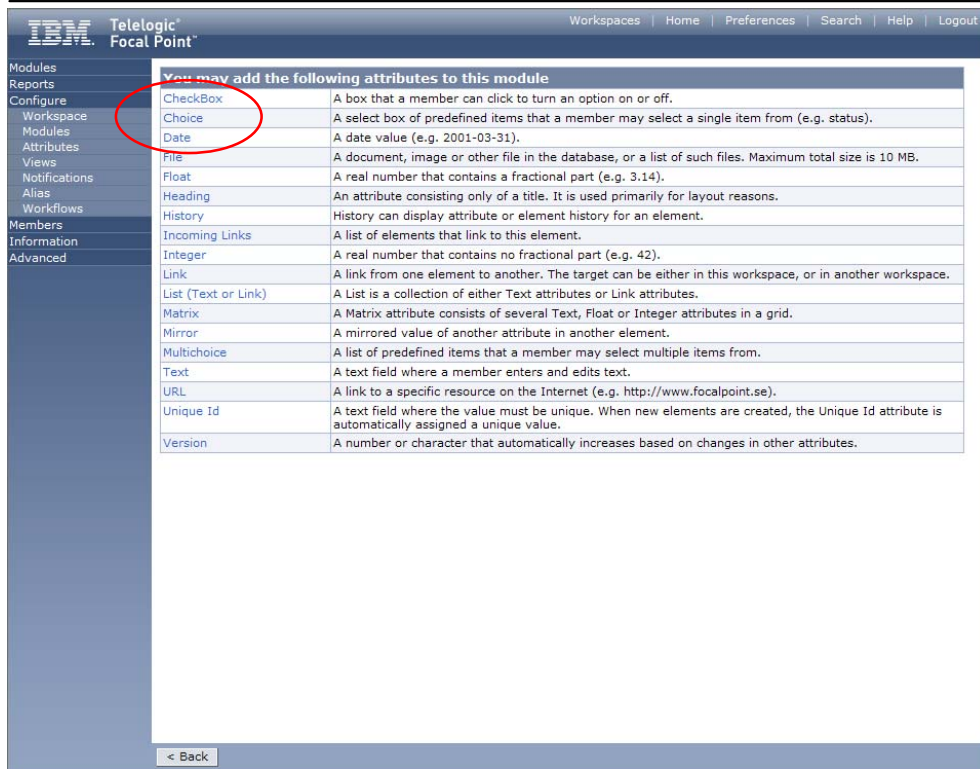 IBM. Telelogic®
Focal Point™
Workspaces | Home | Preferences | Search | Help | Logout
Modules
Reports
Configure
Workspace
Modules
Attributes
Views
Notifications
Alias
Workflows
Members
Information
Advanced
You may add the following attributes to this module
CheckBox A box that a member can click to turn an option on or off.
Choice A select box of predefined items that a member may select a single item from (e.g. status).
Date A date value (e.g. 2001-03-31).
File A document, image or other file in the database, or a list of such files. Maximum total size is 10 MB.
Float A real number that contains a fractional part (e.g. 3.14).
Heading An attribute consisting only of a title. It is used primarily for layout reasons.
History History can display attribute or element history for an element.
Incoming Links A list of elements that link to this element.
Integer A real number that contains no fractional part (e.g. 42).
Link A link from one element to another. The target can be either in this workspace, or in another workspace.
List (Text or Link) A List is a collection of either Text attributes or Link attributes.
Matrix A Matrix attribute consists of several Text, Float or Integer attributes in a grid.
Mirror A mirrored value of another attribute in another element.
Multichoice A list of predefined items that a member may select multiple items from.
Text A text field where a member enters and edits text.
URL A link to a specific resource on the Internet (e.g. http://www.focalpoint.se).
Unique Id A text field where the value must be unique. When new elements are created, the Unique Id attribute is
automatically assigned a unique value.
Version A number or character that automatically increases based on changes in other attributes.
< Back